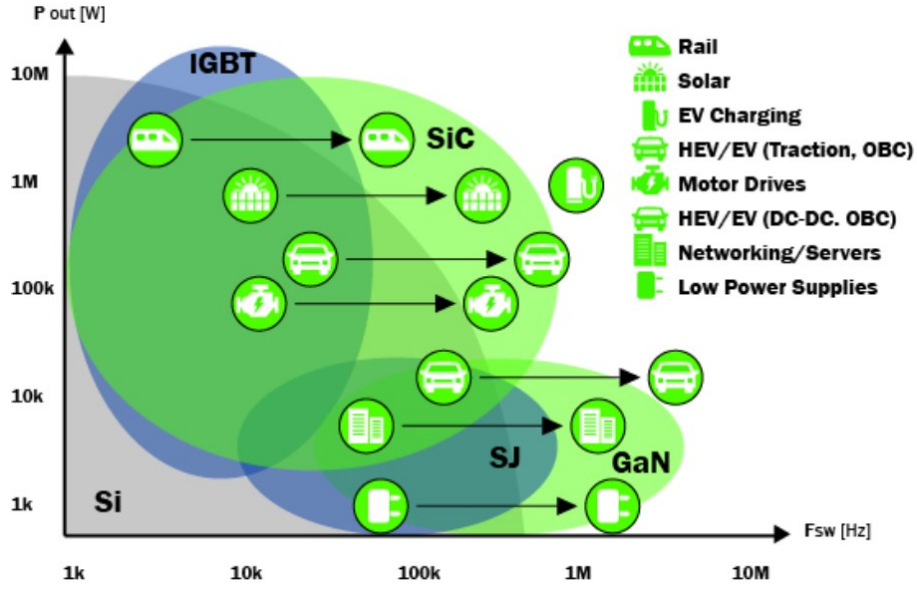 P out [W]
10M
1M
100k
10k
1k
IGBT
SiC
SJ
GaN
Si
Rail
Solar
EV Charging
HEV/EV (Traction, OBC)
Motor Drives
HEV/EV (DC-DC. OBC)
Networking/Servers
Low Power Supplies
Fsw [Hz]
1k
10k
100k
1M
10M